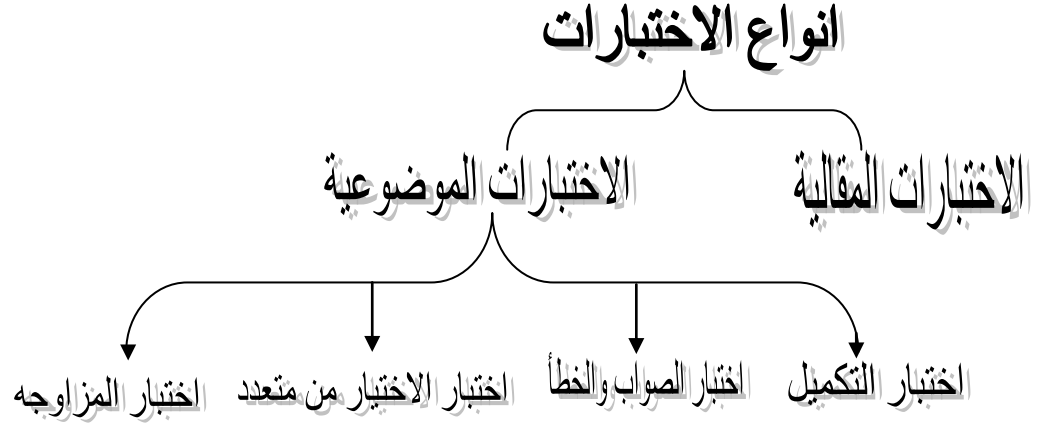 انواع الاختبارات
الاختبارات المقالية
الاختبارات الموضوعية
اختبار التكميل
اختبار الصواب والخطأ
اختبار الاختيار من متعدد
اختبار المزاوجه